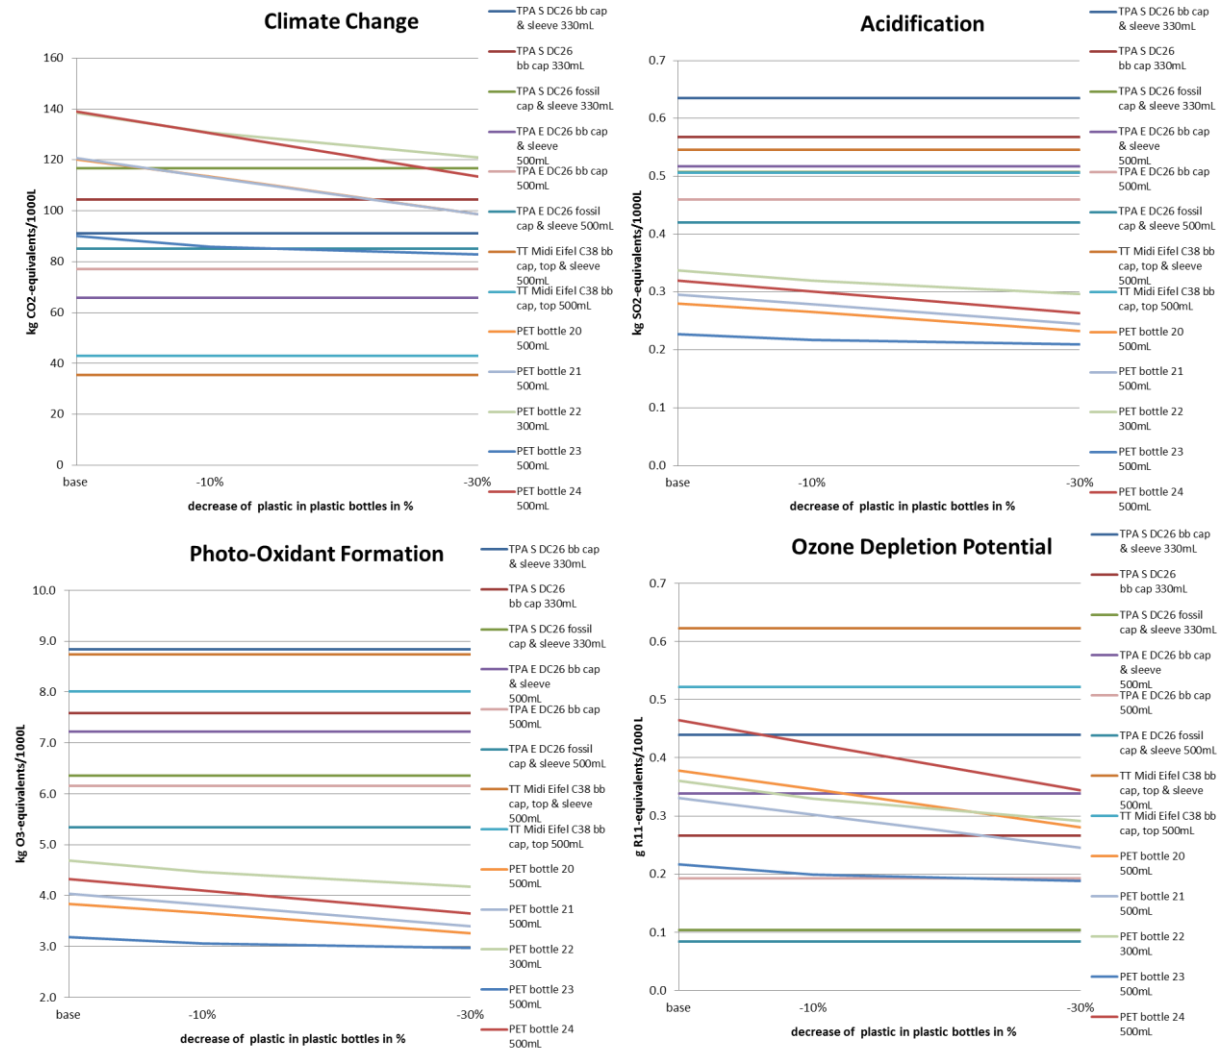 Climate Change
160
140
120
100
80
60
40
20
0
kg CO2-equivalents/1000L
base
-10%
-30%
decrease of plastic in plastic bottles in %
TPA S DC26 bb cap
& sleeve 330mL
TPA S DC26
bb cap 330mL
TPA S DC26 fossil
cap & sleeve 330mL
TPA E DC26 bb cap
& sleeve
500mL
TPA E DC26 bb cap
500mL
TPA E DC26 fossil
cap & sleeve 500mL
TT Midi Eifel C38 bb
cap, top & sleeve
500mL
TT Midi Eifel C38 bb
cap, top 500mL
PET bottle 20
500mL
PET bottle 21
500mL
PET bottle 22
300mL
PET bottle 23
500mL
PET bottle 24
500mL
Acidification
0.7
0.6
0.5
0.4
0.3
0.2
0.1
0.0
kg SO2-equivalents/1000L
base
-10%
-30%
decrease of plastic in plastic bottles in %
TPA S DC26 bb cap
& sleeve 330mL
TPA S DC26
bb cap 330mL
TPA S DC26 fossil
cap & sleeve 330mL
TPA E DC26 bb cap
& sleeve
500mL
TPA E DC26 bb cap
500mL
TPA E DC26 fossil
cap & sleeve 500mL
TT Midi Eifel C38 bb
cap, top & sleeve
500mL
TT Midi Eifel C38 bb
cap, top 500mL
PET bottle 20
500mL
PET bottle 21
500mL
PET bottle 22
300mL
PET bottle 23
500mL
PET bottle 24
500mL
Photo-Oxidant Formation
10.0
9.0
8.0
7.0
6.0
5.0
4.0
3.0
2.0
kg O3-equivalents/1000L
base
-10%
-30%
decrease of plastic in plastic bottles in %
TPA S DC26 bb cap
& sleeve 330mL
TPA S DC26
bb cap 330mL
TPA S DC26 fossil
cap & sleeve 330mL
TPA E DC26 bb cap
& sleeve
500mL
TPA E DC26 bb cap
500mL
TPA E DC26 fossil
cap & sleeve 500mL
TT Midi Eifel C38 bb
cap, top & sleeve
500mL
TT Midi Eifel C38 bb
cap, top 500mL
PET bottle 20
500mL
PET bottle 21
500mL
PET bottle 22
300mL
PET bottle 23
500mL
PET bottle 24
500mL
Ozone Depletion Potential
0.7
0.6
0.5
0.4
0.3
0.2
0.1
0.0
g R11-equivalents/1000 L
base
-10%
-30%
decrease of plastic in plastic bottles in %
TPA S DC26 bb cap
& sleeve 330mL
TPA S DC26
bb cap 330mL
TPA S DC26 fossil
cap & sleeve 330mL
TPA E DC26 bb cap
& sleeve
500mL
TPA E DC26 bb cap
500mL
TPA E DC26 fossil
cap & sleeve 500mL
TT Midi Eifel C38 bb
cap, top & sleeve
500mL
TT Midi Eifel C38 bb
cap, top 500mL
PET bottle 20
500mL
PET bottle 21
500mL
PET bottle 22
300mL
PET bottle 23
500mL
PET bottle 24
500mL